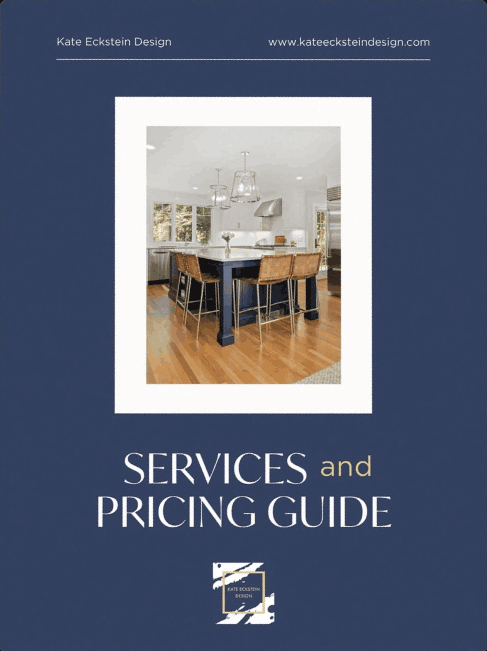 Kate Eckstein Design
www.kateecksteindesign.com
SERVICES and
PRICING GUIDE
KATE ECKSTEIN
DESIGN